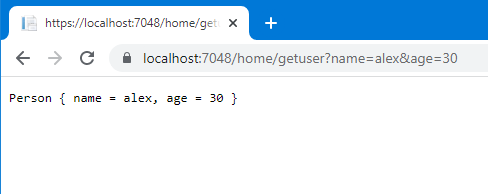 https://localhost:7048/home/getu
localhost:7048/home/getuser?name=alex&age=30
Person { name = alex, age = 30 }